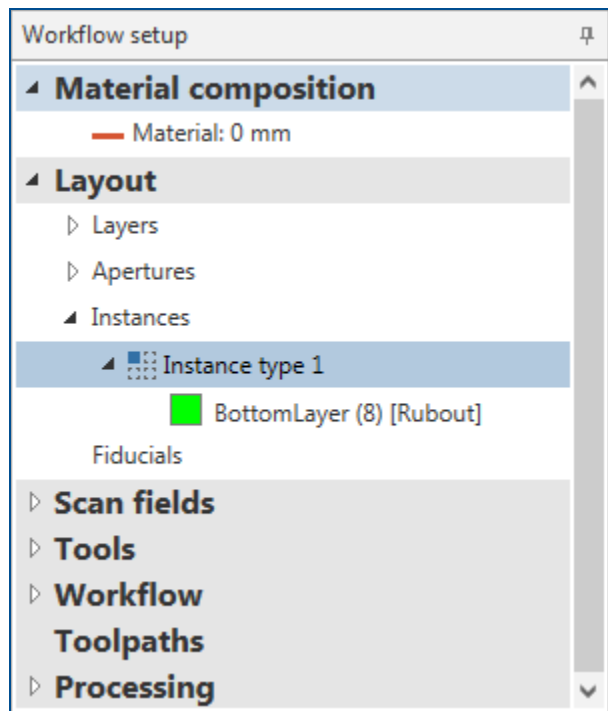 Workflow setup
Material composition
Material: 0 mm
Layout
Layers
Apertures
Instances
Instance type 1
BottomLayer (8) [Rubout]
Fiducials
Scan fields
Tools
Workflow
Toolpaths
Processing